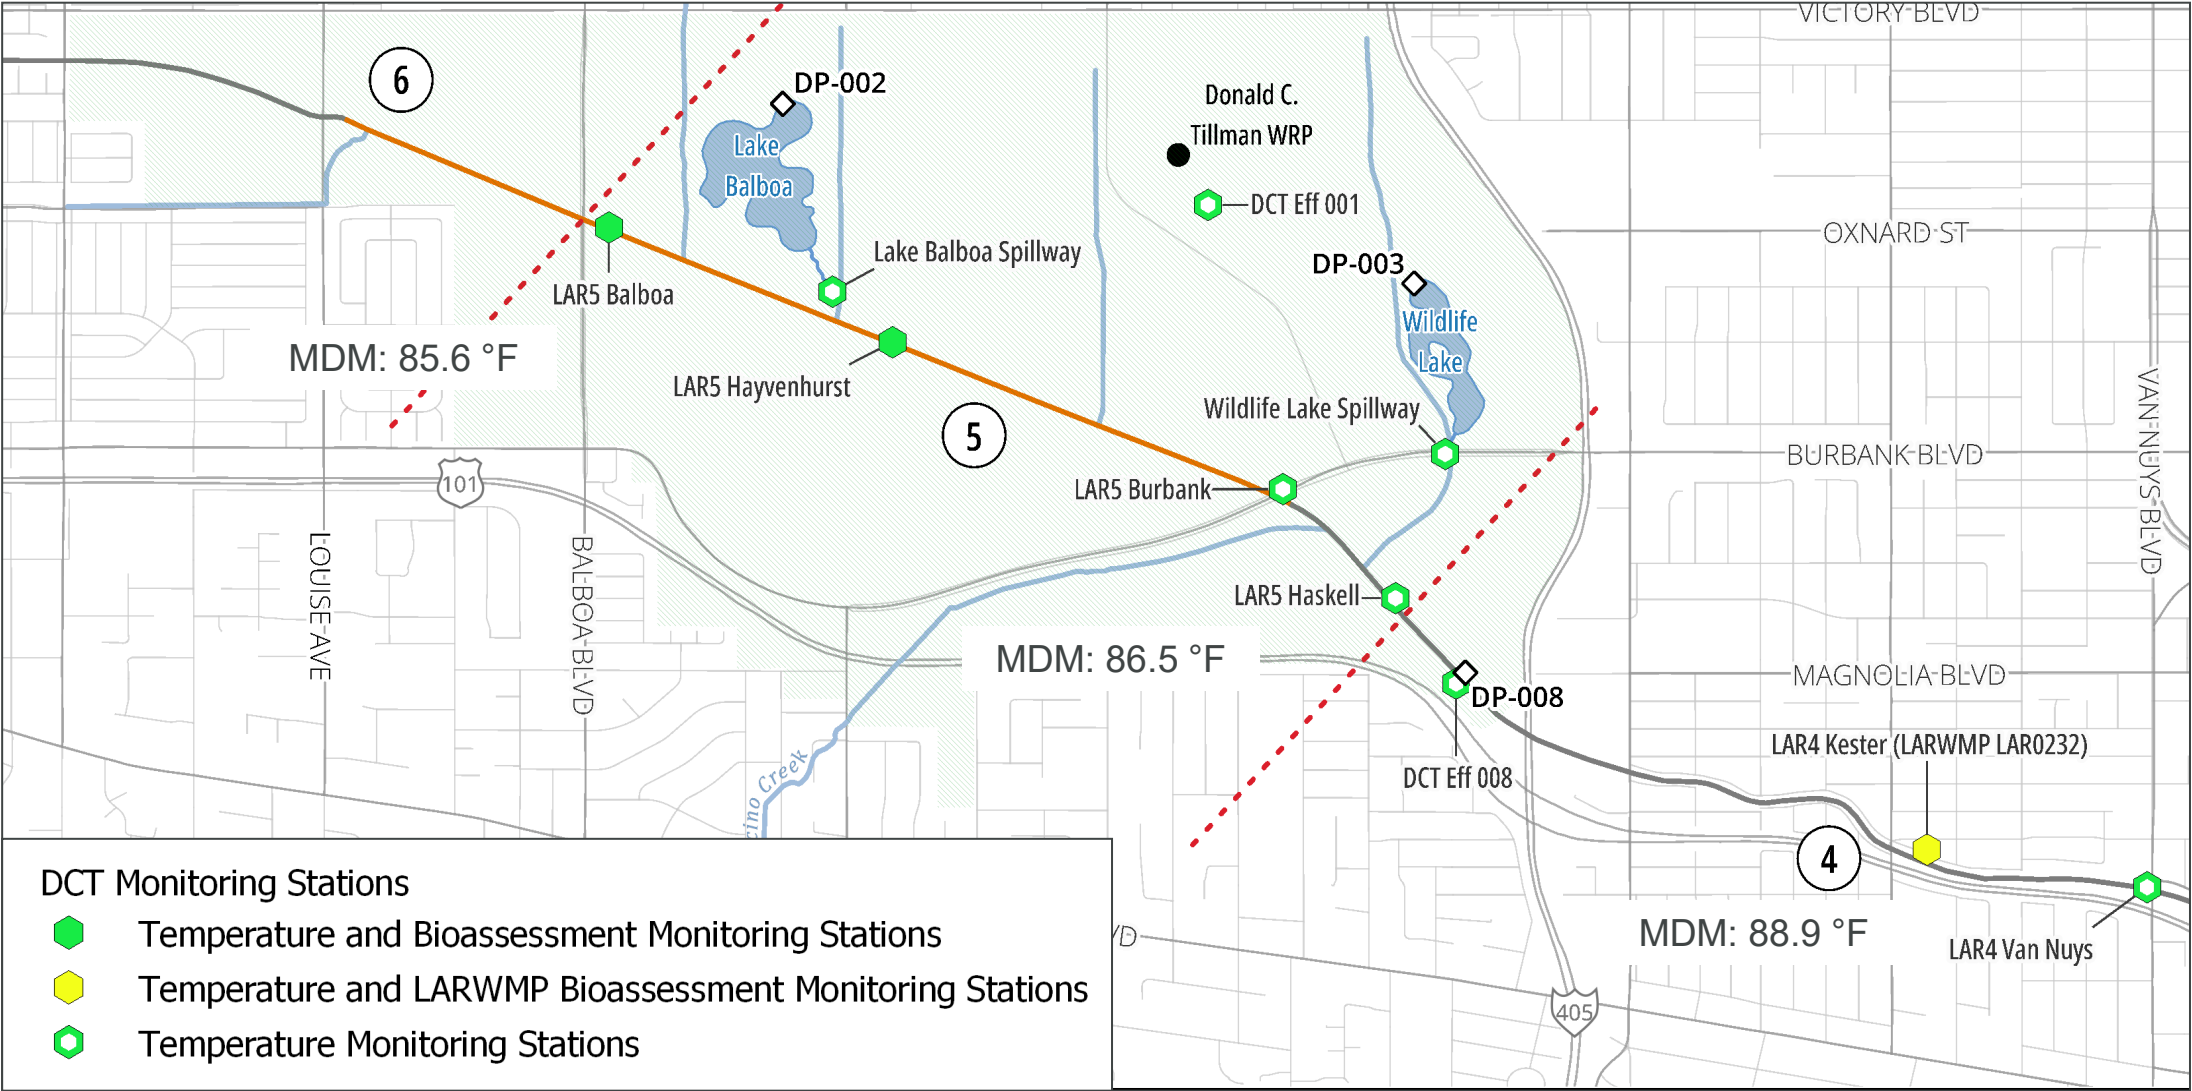 VICTORY BLVD
6
DP-002
Donald C.
Tillman WRP
Lake
Balboa
DCT Eff 001
OXNARD ST
Lake Balboa Spillway
DP-003
LAR5 Balboa
Wildlife
Lake
MDM: 85.6 °F
LAR5 Hayvenhurst
Wildlife Lake Spillway
5
BURBANK BLVD
VAN NUYS BLVD
101
LAR5 Burbank
LOUISE AVE
BALBOA BLVD
LAR5 Haskell
MDM: 86.5 °F
MAGNOLIA BLVD
DP-008
LAR4 Kester (LARWMP LAR0232)
DCT Eff 008
cino Creek
4
MDM: 88.9 °F
LAR4 Van Nuys
VD
405
DCT Monitoring Stations
Temperature and Bioassessment Monitoring Stations
Temperature and LARWMP Bioassessment Monitoring Stations
Temperature Monitoring Stations